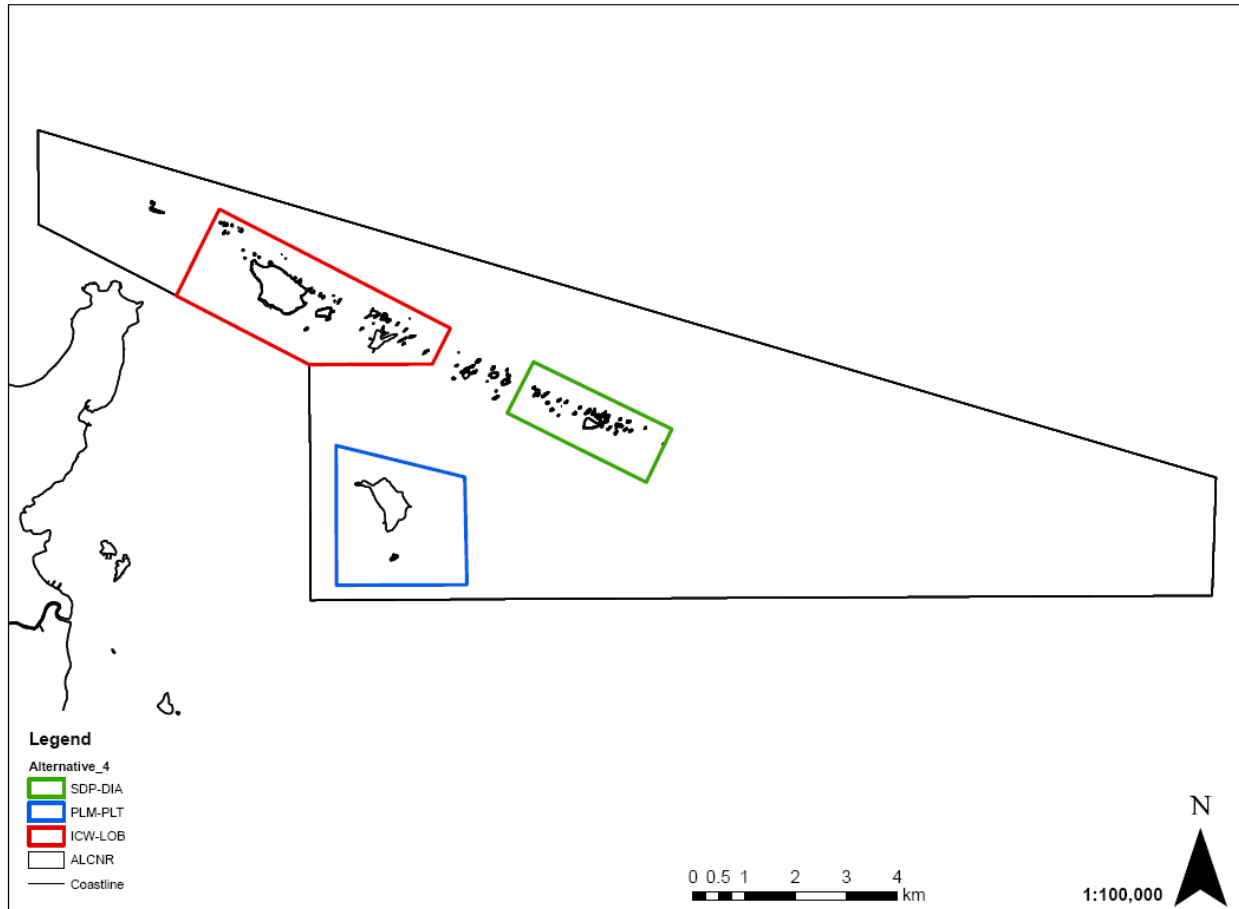 Legend
Alternative_4
SDP-DIA
PLM-PLT
ICW-LOB
ALCNR
Coastline
0 0.5 1 2 3 4
km
1:100,000
N